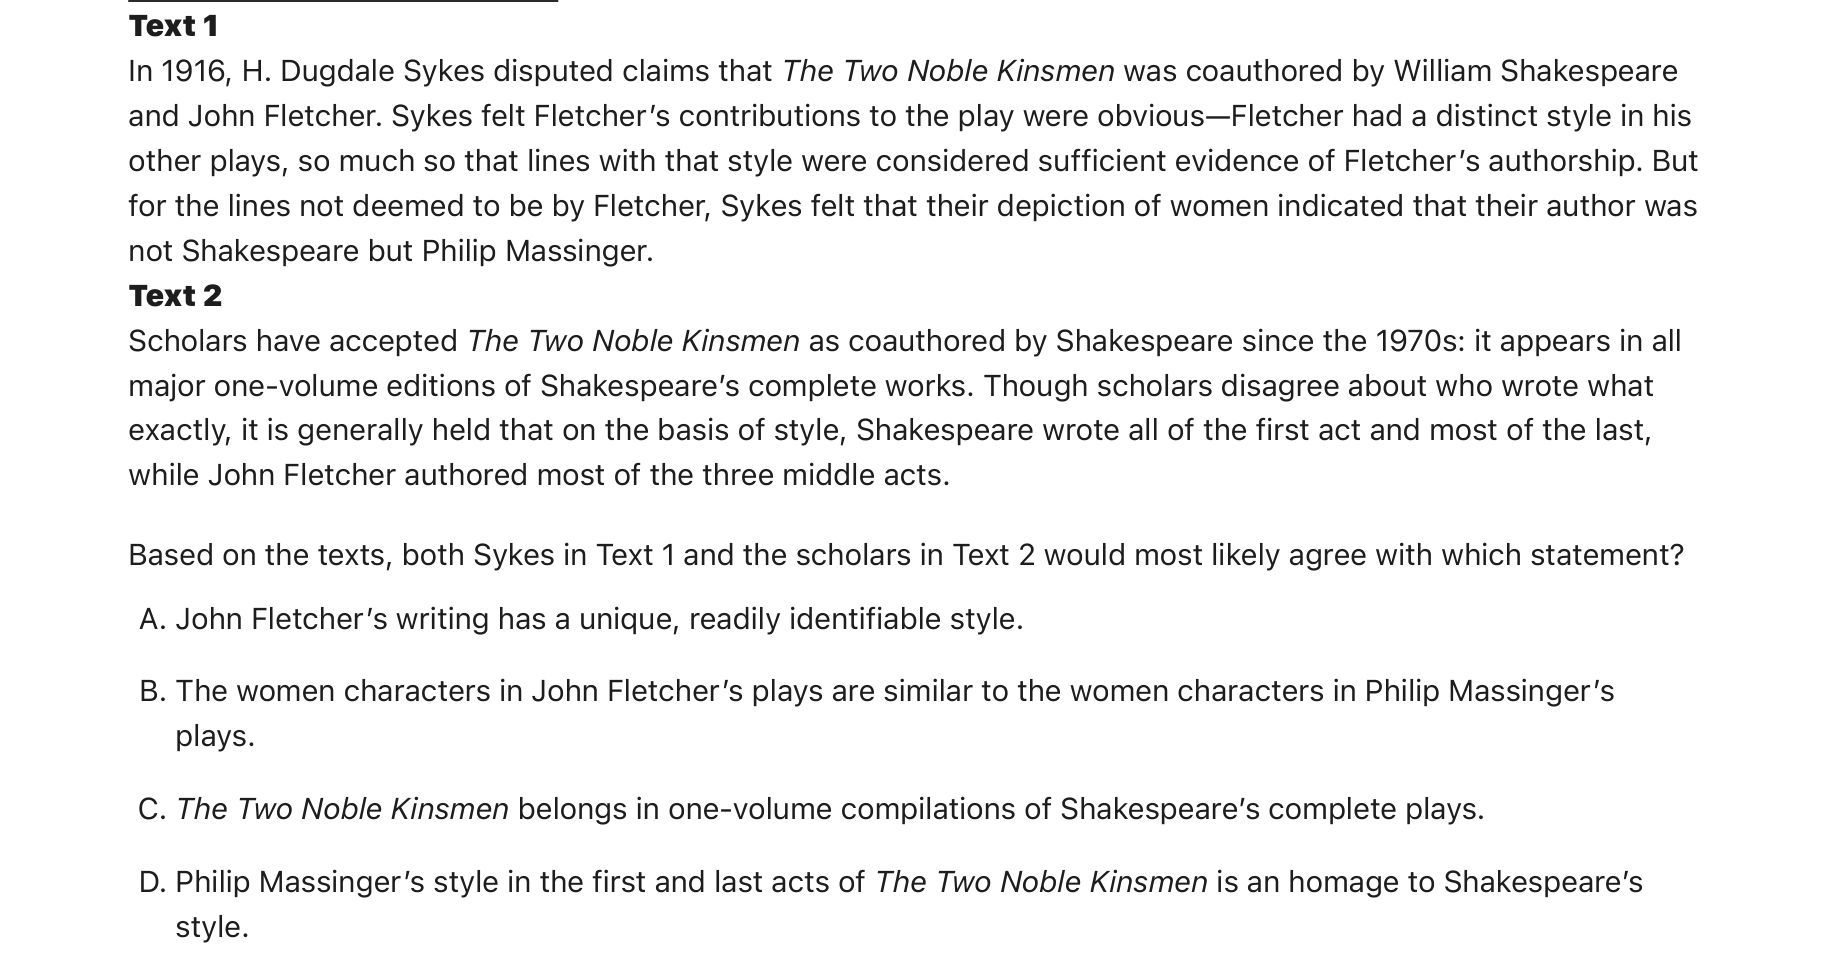 Text 1
In 1916, H. Dugdale Sykes disputed claims that The Two Noble Kinsmen was coauthored by William Shakespeare
and John Fletcher. Sykes felt Fletcher’s contributions to the play were obvious—Fletcher had a distinct style in his
other plays, so much so that lines with that style were considered sufficient evidence of Fletcher’s authorship. But
for the lines not deemed to be by Fletcher, Sykes felt that their depiction of women indicated that their author was
not Shakespeare but Philip Massinger.
Text 2
Scholars have accepted The Two Noble Kinsmen as coauthored by Shakespeare since the 1970s: it appears in all
major one-volume editions of Shakespeare’s complete works. Though scholars disagree about who wrote what
exactly, it is generally held that on the basis of style, Shakespeare wrote all of the first act and most of the last,
while John Fletcher authored most of the three middle acts.
Based on the texts, both Sykes in Text 1 and the scholars in Text 2 would most likely agree with which statement?
A. John Fletcher’s writing has a unique, readily identifiable style.
B. The women characters in John Fletcher’s plays are similar to the women characters in Philip Massinger’s
plays.
C. The Two Noble Kinsmen belongs in one-volume compilations of Shakespeare’s complete plays.
D. Philip Massinger’s style in the first and last acts of The Two Noble Kinsmen is an homage to Shakespeare’s
style.